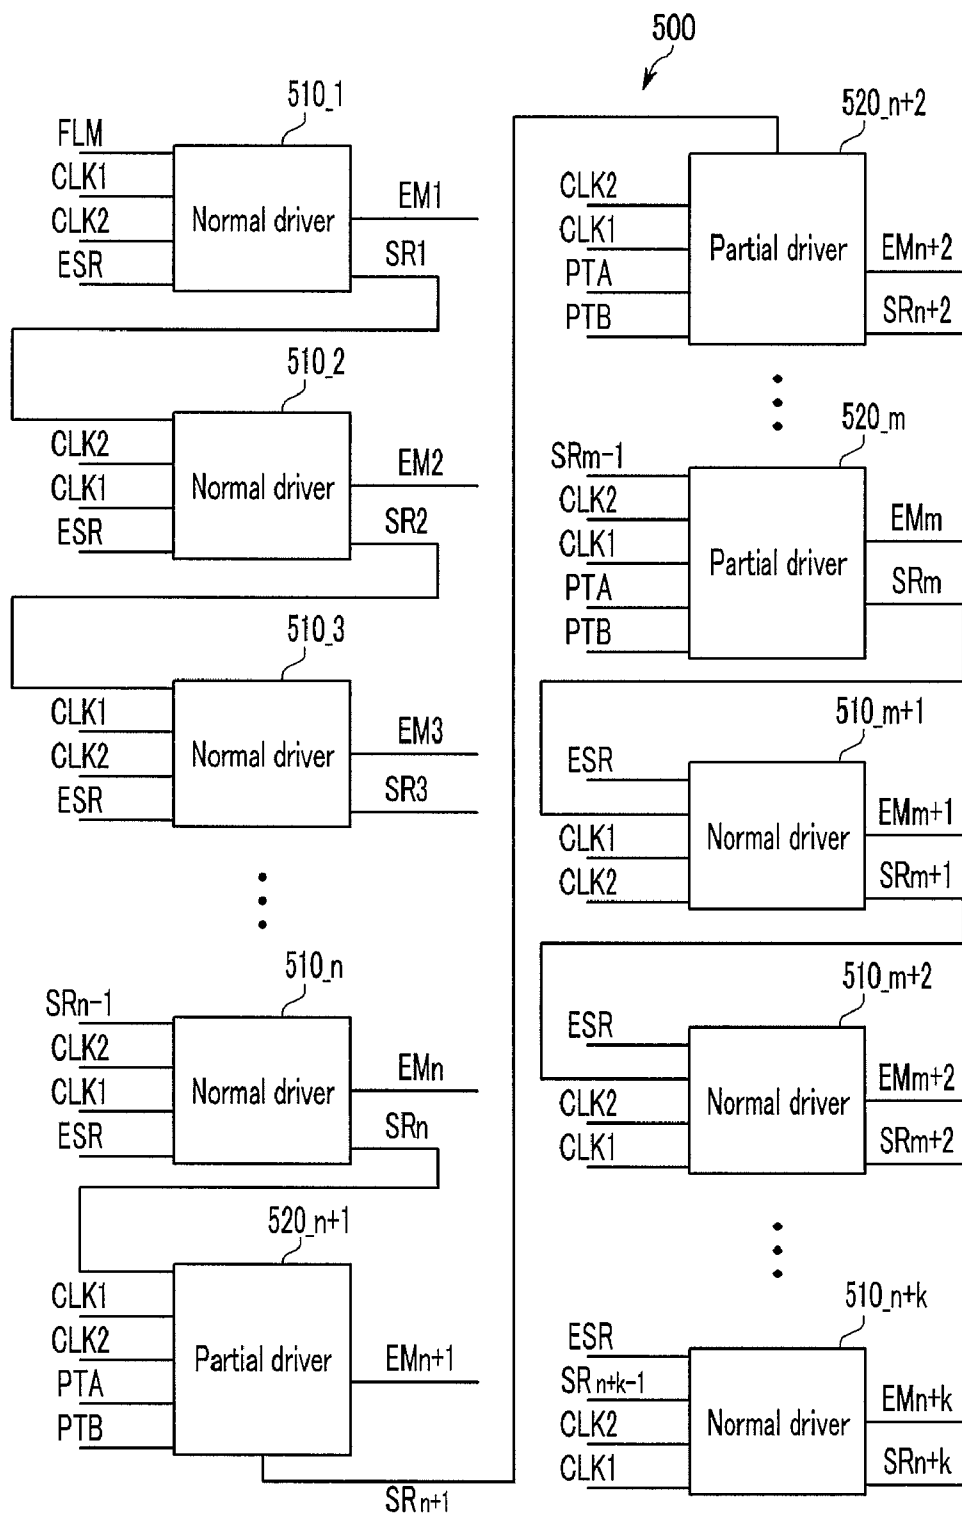 500
510_1
FLM
CLK1
CLK2
ESR
Normal driver
EM1
SR1
510_2
CLK2
CLK1
ESR
Normal driver
EM2
SR2
510_3
CLK1
CLK2
ESR
Normal driver
EM3
SR3
510_n
SRn-1
CLK2
CLK1
ESR
Normal driver
EMn
SRn
520_n+1
CLK1
CLK2
PTA
PTB
Partial driver
EMn+1
SRn+1
520_n+2
CLK2
CLK1
PTA
PTB
Partial driver
EMn+2
SRn+2
520_m
SRm-1
CLK2
CLK1
PTA
PTB
Partial driver
EMm
SRm
510_m+1
ESR
CLK1
CLK2
Normal driver
EMm+1
SRm+1
510_m+2
ESR
CLK2
CLK1
Normal driver
EMm+2
SRm+2
510_n+k
ESR
SRn+k-1
CLK2
CLK1
Normal driver
EMn+k
SRn+k